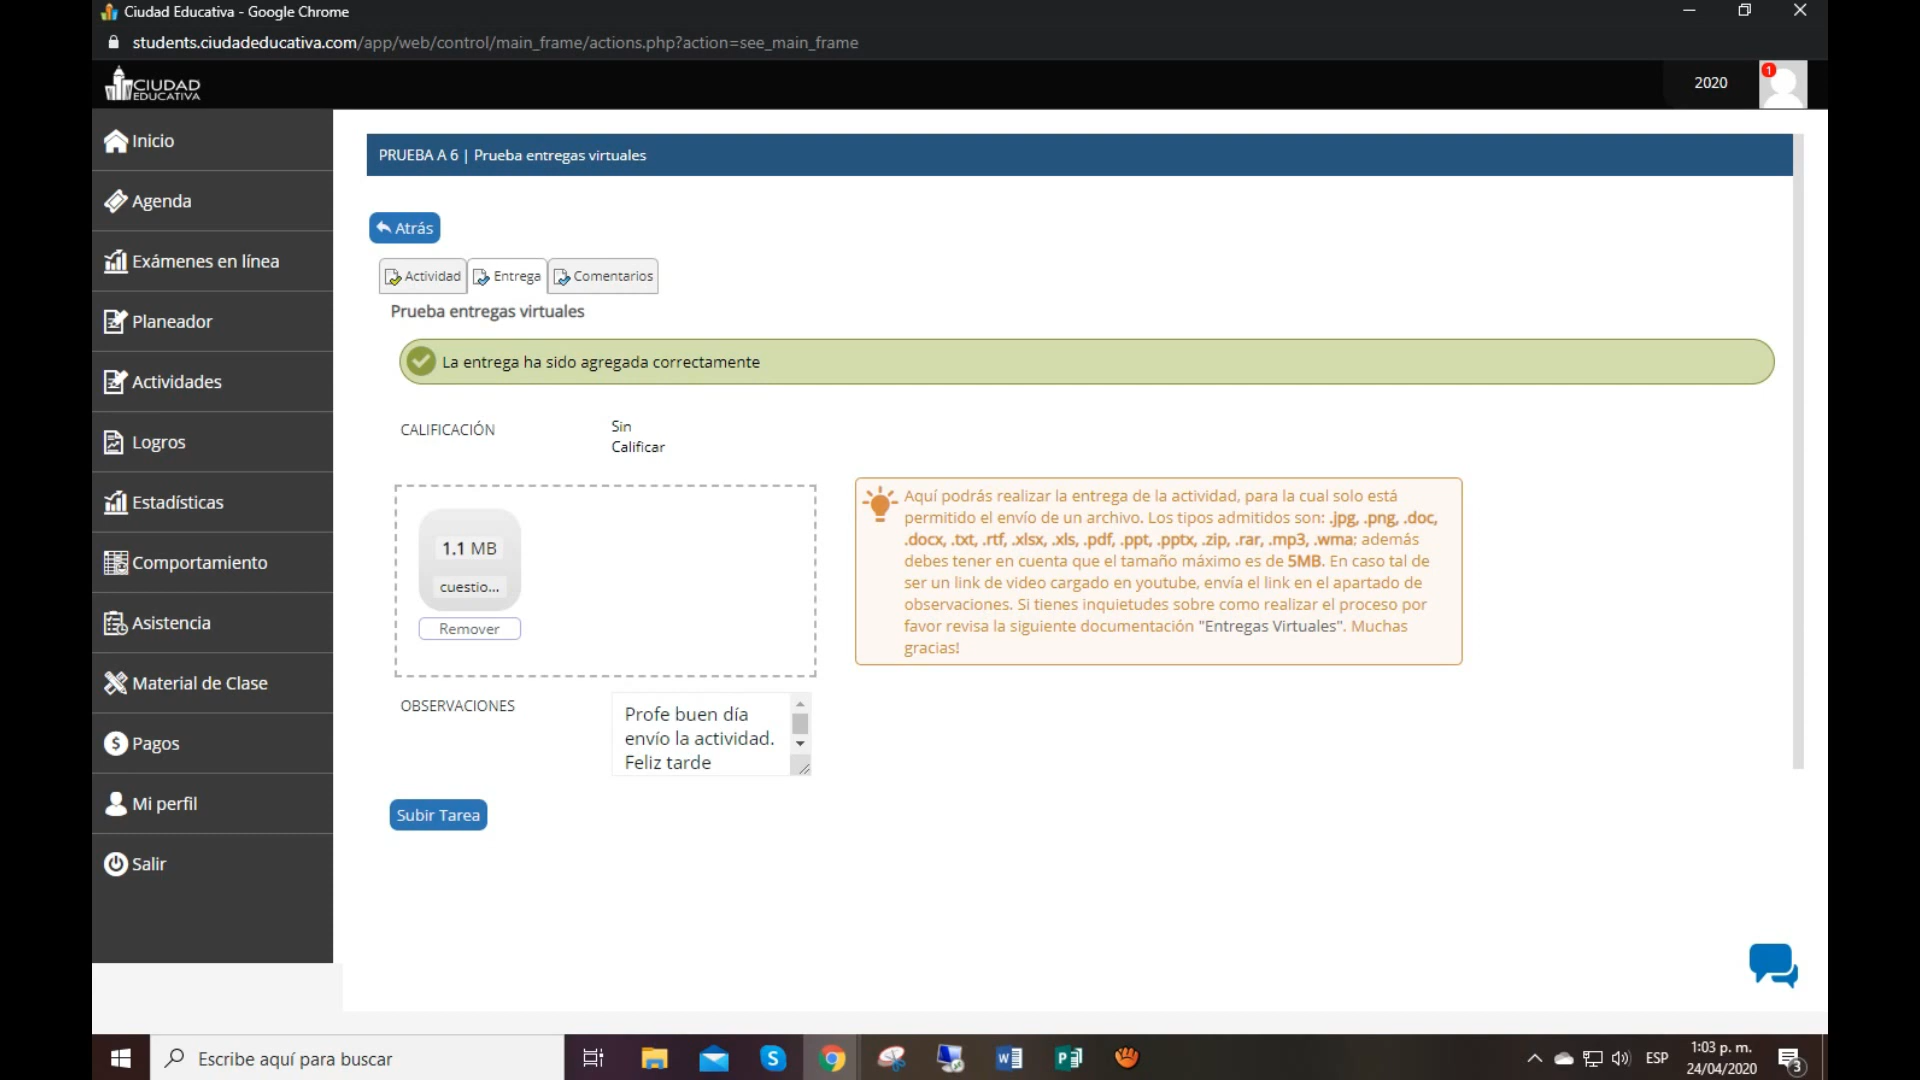 Ciudad Educativa - Google Chrome
students.ciudadeducativa.com/app/web/control/main_frame/actions.php?action=see_main_frame
CIUDAD
EDUCATIVA
2020
1
Inicio
Agenda
Exámenes en línea
Planeador
Actividades
Logros
Estadísticas
Comportamiento
Asistencia
Material de Clase
Pagos
Mi perfil
Salir
PRUEBA A 6 | Prueba entregas virtuales
Atrás
Actividad
Entrega
Comentarios
Prueba entregas virtuales
La entrega ha sido agregada correctamente
CALIFICACIÓN
Sin
Calificar
1.1 MB
cuestio...
Remover
Aquí podrás realizar la entrega de la actividad, para la cual solo está
permitido el envío de un archivo. Los tipos admitidos son: .jpg, .png, .doc,
.docx, .txt, .rtf, .xlsx, .xls, .pdf, .ppt, .pptx, .zip, .rar, .mp3, .wma; además
debes tener en cuenta que el tamaño máximo es de 5MB. En caso tal de
ser un link de video cargado en youtube, envía el link en el apartado de
observaciones. Si tienes inquietudes sobre como realizar el proceso por
favor revisa la siguiente documentación "Entregas Virtuales". Muchas
gracias!
OBSERVACIONES
Profe buen día
envío la actividad.
Feliz tarde
Subir Tarea
Escribe aquí para buscar
ESP
1:03 p. m.
24/04/2020
3